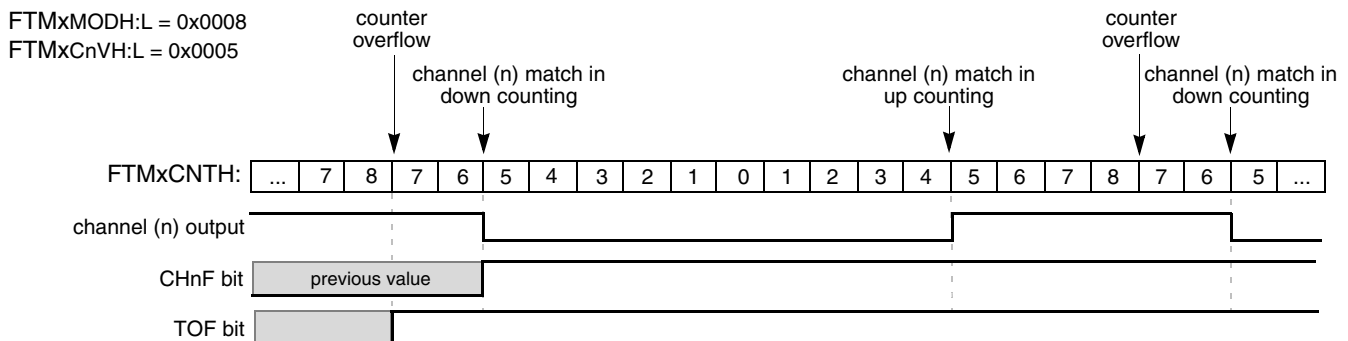 FTMxMODH:L = 0x0008
FTMxCnVH:L = 0x0005
counter
overflow
channel (n) match in
down counting
channel (n) match in
up counting
counter
overflow
channel (n) match in
down counting
FTMxCNTH: ... 7 8 7 6 5 4 3 2 1 0 1 2 3 4 5 6 7 8 7 6 5 ...
channel (n) output
CHnF bit previous value
TOF bit